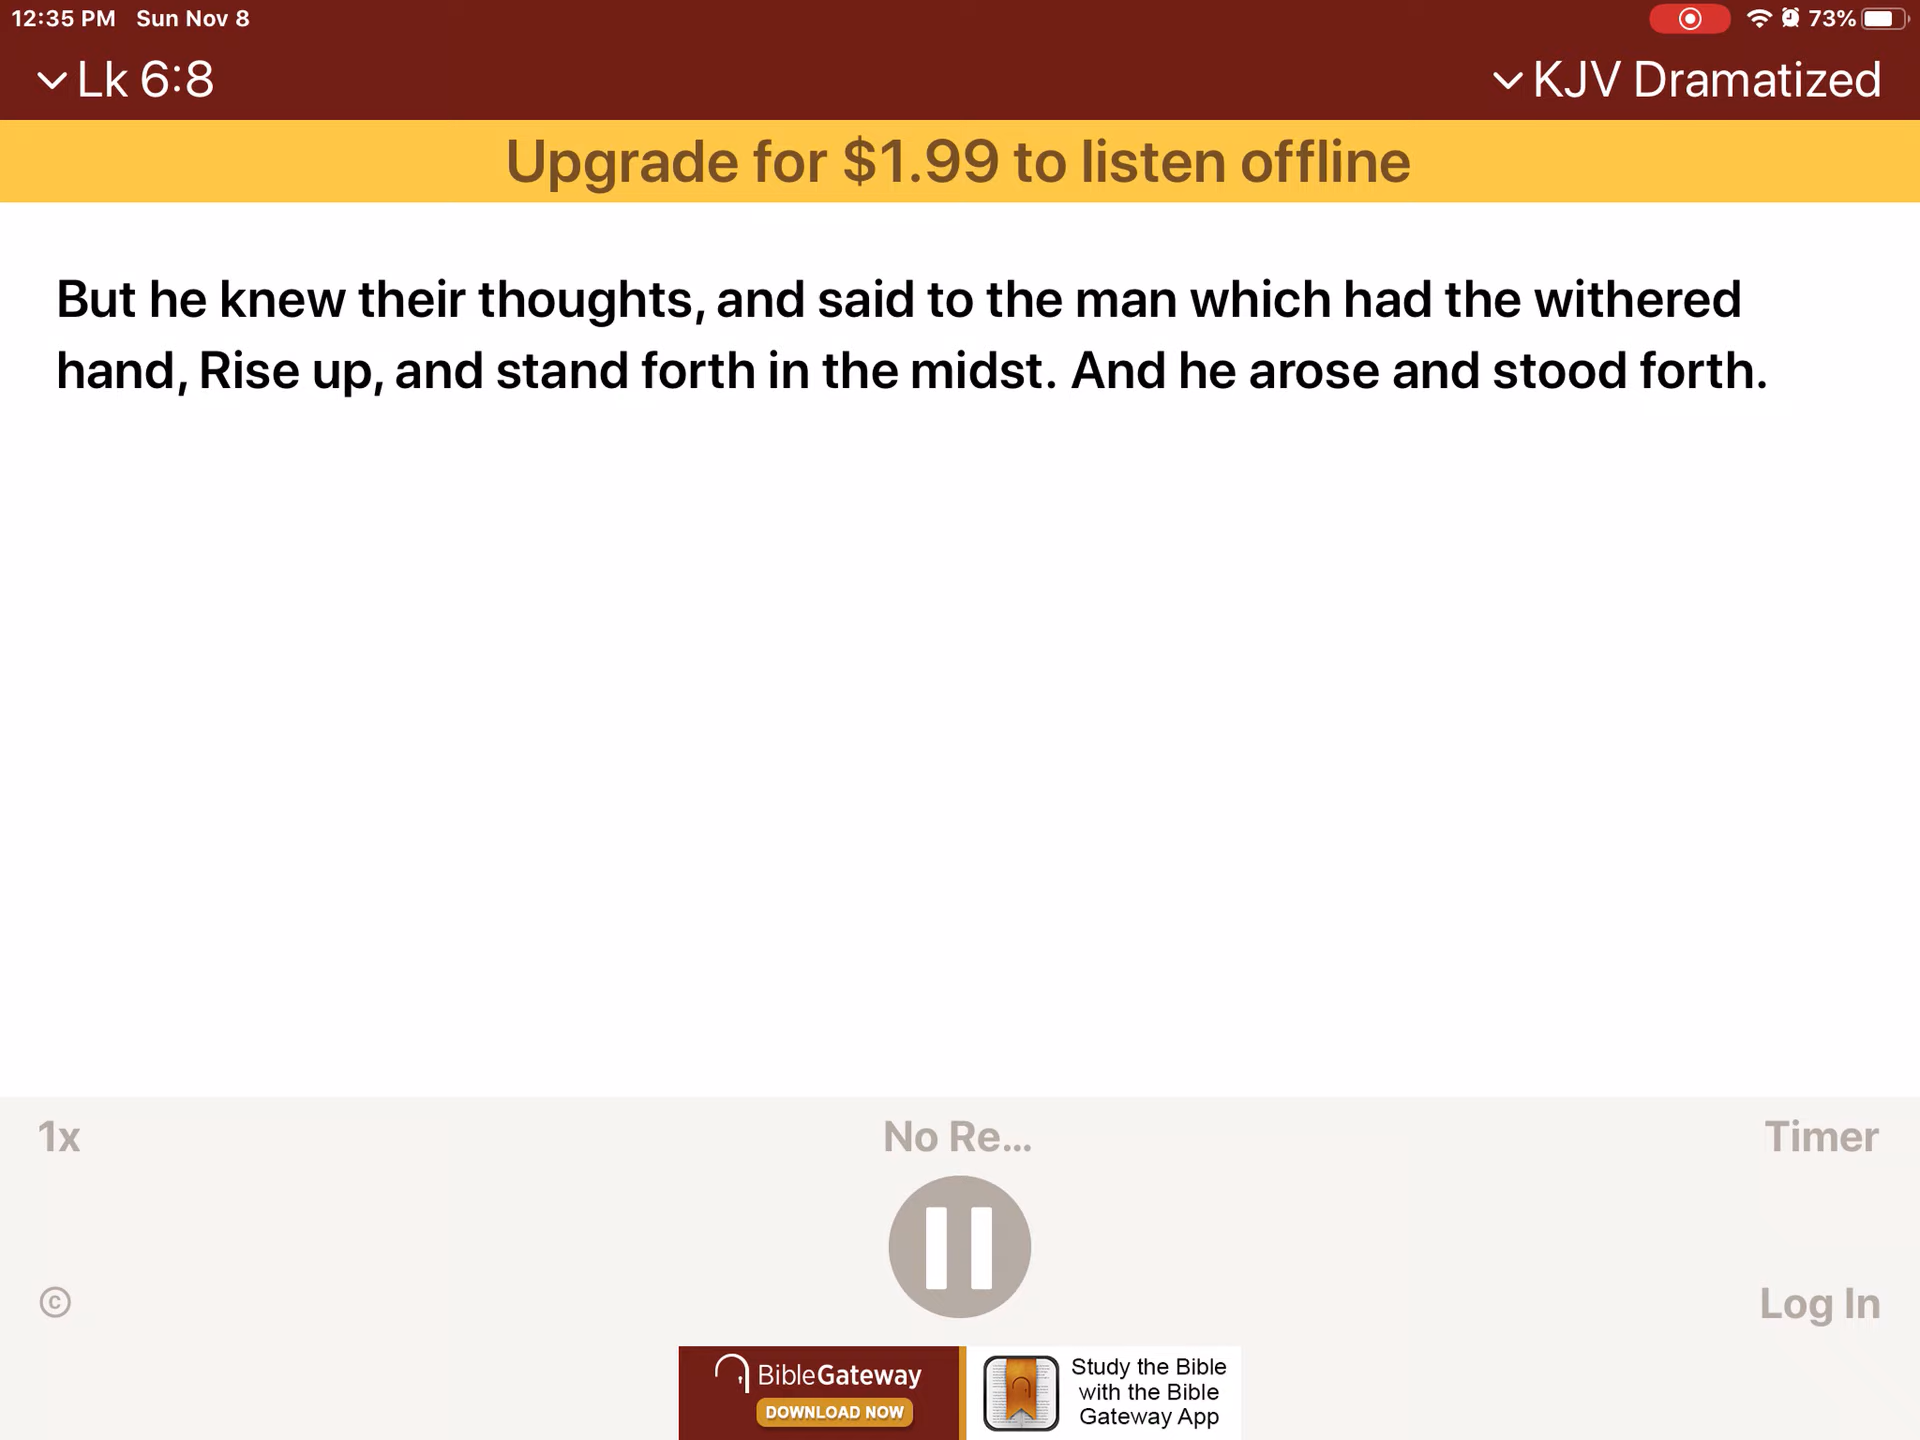 12:35 PM Sun Nov 8 73%
Lk 6:8 KJV Dramatized
Upgrade for $1.99 to listen offline
But he knew their thoughts, and said to the man which had the withered
hand, Rise up, and stand forth in the midst. And he arose and stood forth.
1x No Re... Timer
© Log In
BibleGateway
DOWNLOAD NOW
Study the Bible
with the Bible
Gateway App